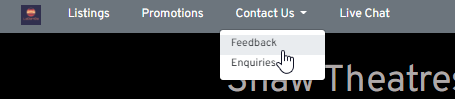 Listings Promotions Contact Us Live Chat
Feedback
Enquiries
Shaw Theatres